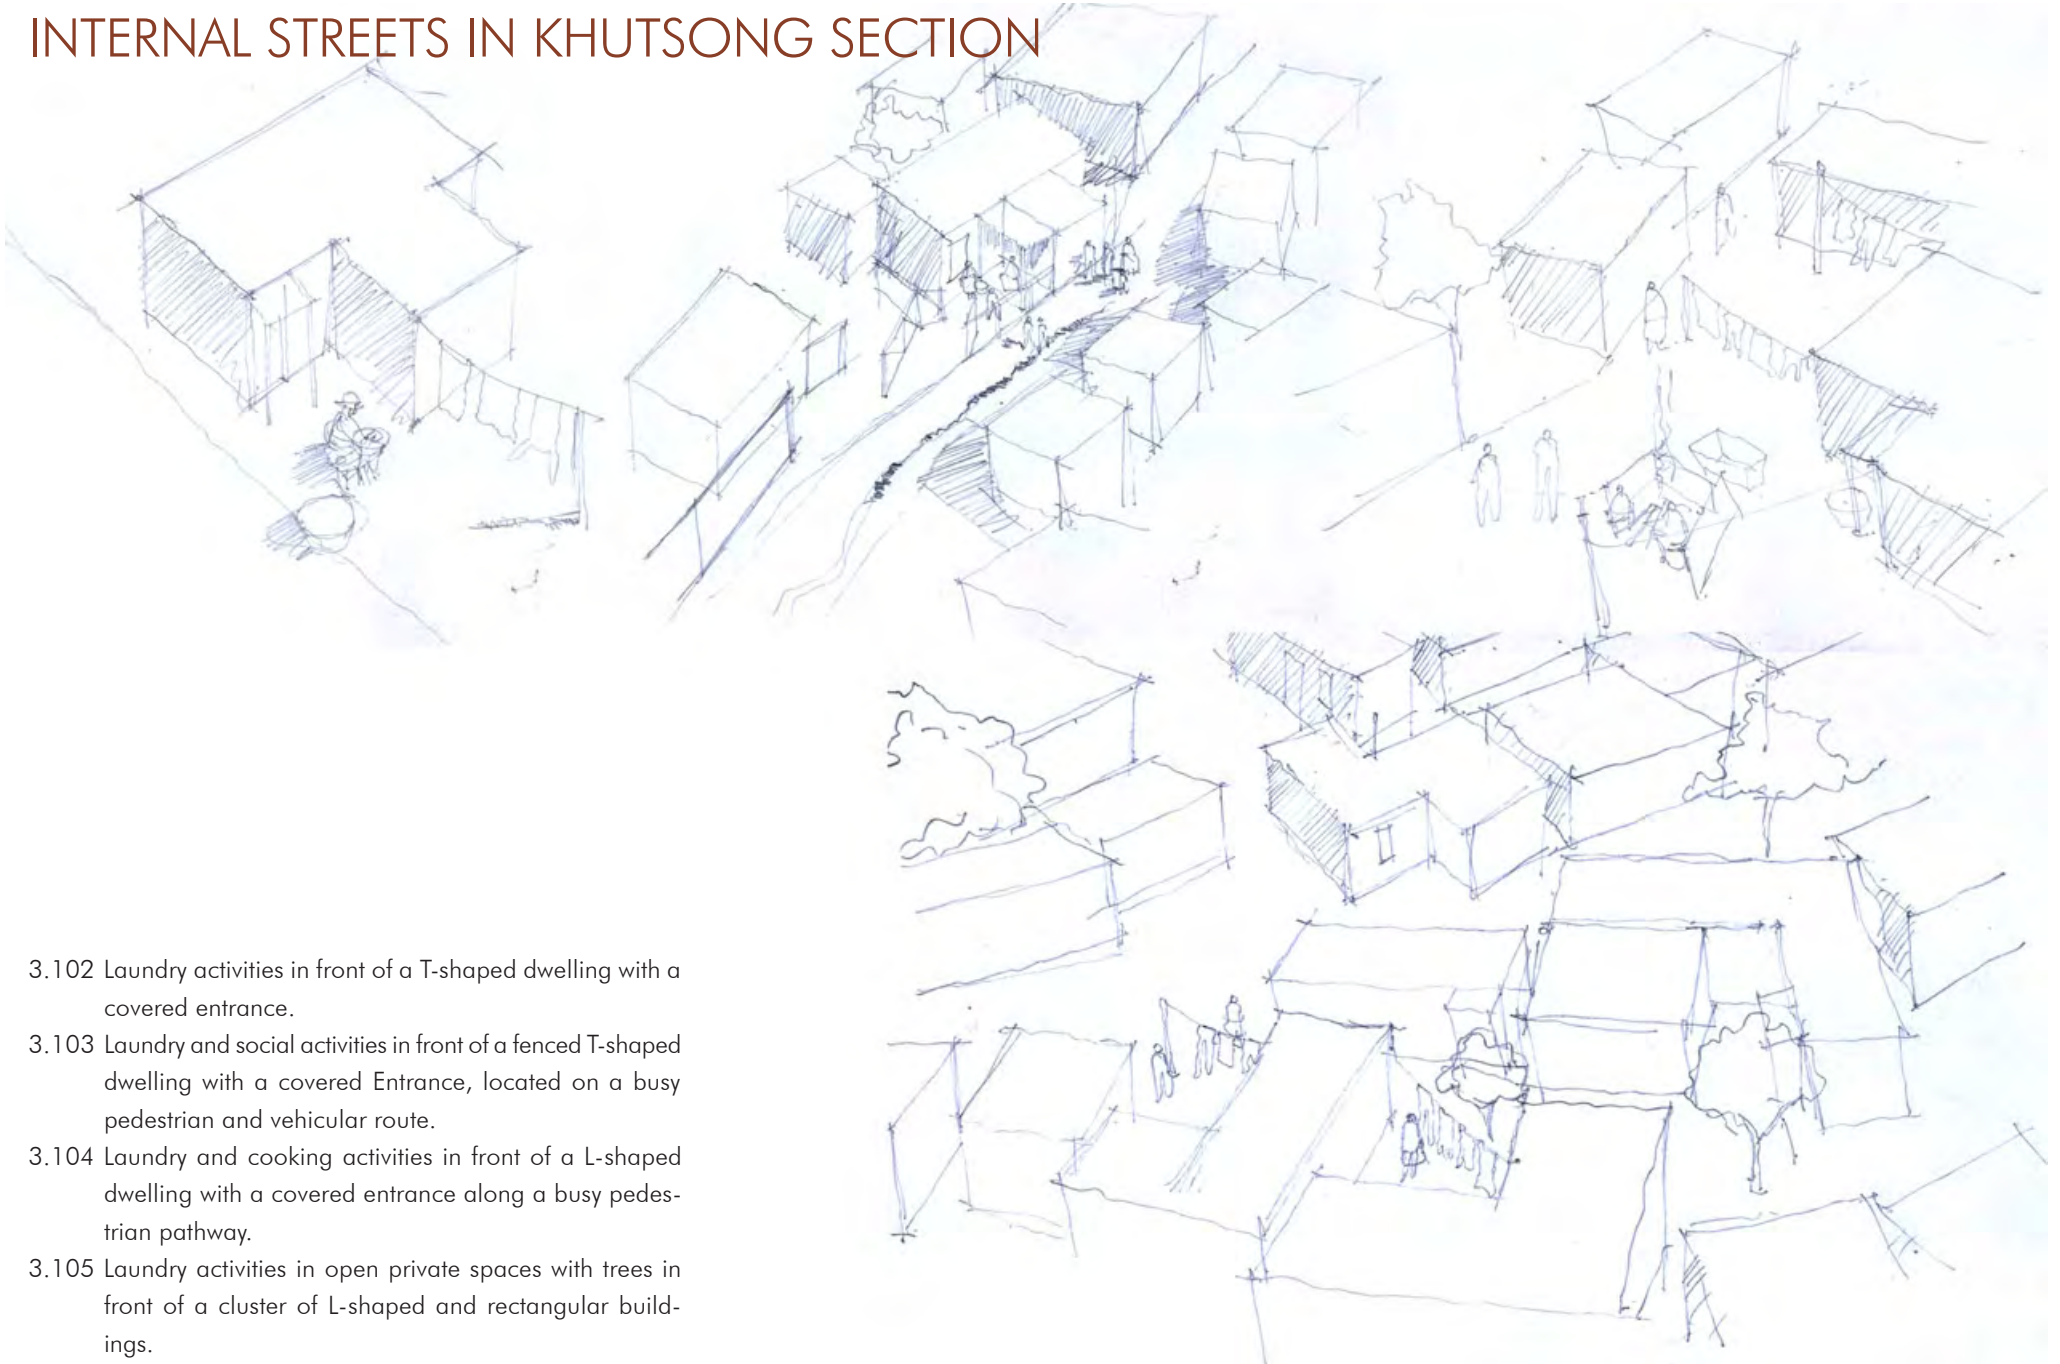 INTERNAL STREETS IN KHUTSONG SECTION
3.102 Laundry activities in front of a T-shaped dwelling with a
covered entrance.
3.103 Laundry and social activities in front of a fenced T-shaped
dwelling with a covered Entrance, located on a busy
pedestrian and vehicular route.
3.104 Laundry and cooking activities in front of a L-shaped
dwelling with a covered entrance along a busy pedes-
trian pathway.
3.105 Laundry activities in open private spaces with trees in
front of a cluster of L-shaped and rectangular build-
ings.